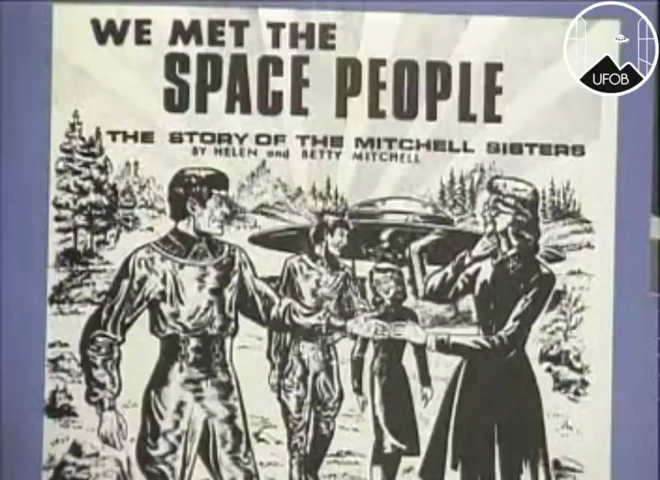 WE MET THE
SPACE PEOPLE
THE STORY OF THE MITCHELL SISTERS
BY HELEN and BETTY MITCHELL
UFOB